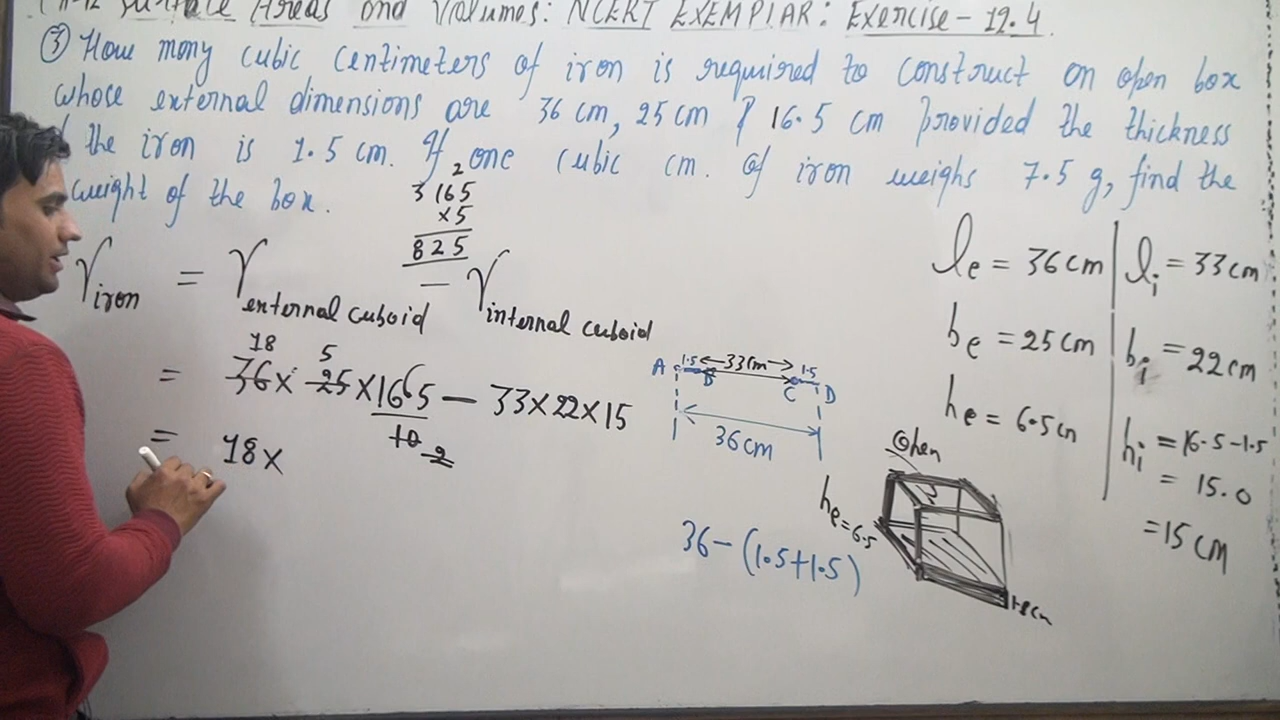 Surface Areas and Volumes: NCERT EXEMPLAR: Exercise - 12.4
③ How many cubic centimeters of iron is required to construct an open box
whose external dimensions are 36 cm, 25 cm & 16.5 cm Provided the thickness
the iron is 1.5 cm. If one cubic cm. of iron weighs 7.5 g, find the
weight of the box.
3 2
165
×5
825
V iron = V external cuboid − V internal cuboid
18 5
= 36 × 25 × 165 − 33 × 22 × 15
10 2
= 18 ×
A 1.5 B 33cm C 1.5 D
36 cm
36 − (1.5+1.5)
le = 36 cm
be = 25 cm
he = 6.5 cm
li = 33 cm
bi = 22 cm
hi = 16.5 − 1.5
= 15.0
= 15 cm
Open
he = 6.5